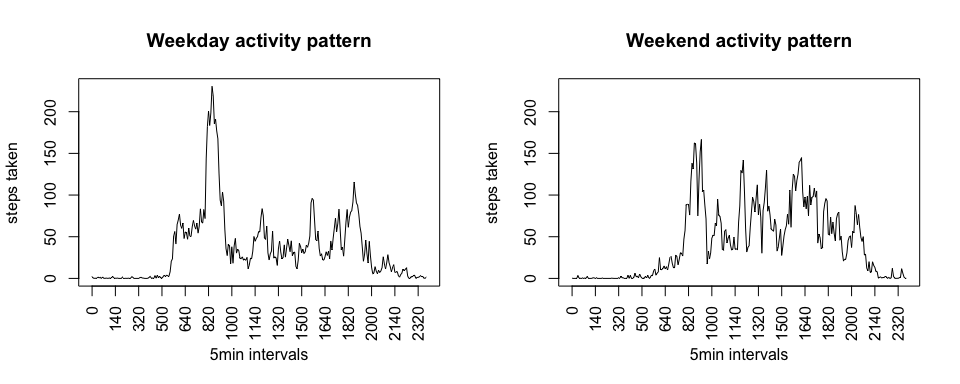 Weekday activity pattern
steps taken
0 50 100 150 200
0 140 320 500 640 820 1000 1140 1320 1500 1640 1820 2000 2140 2320
5min intervals
Weekend activity pattern
steps taken
0 50 100 150 200
0 140 320 500 640 820 1000 1140 1320 1500 1640 1820 2000 2140 2320
5min intervals